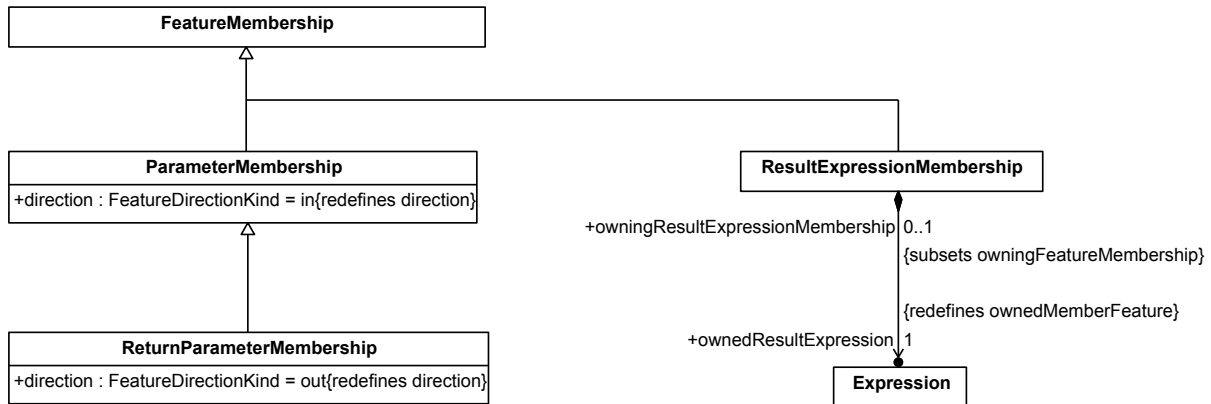 FeatureMembership
ParameterMembership
+direction : FeatureDirectionKind = in{redefines direction}
ResultExpressionMembership
+owningResultExpressionMembership 0..1
{subsets owningFeatureMembership}
{redefines ownedMemberFeature}
+ownedResultExpression 1
ReturnParameterMembership
+direction : FeatureDirectionKind = out{redefines direction}
Expression